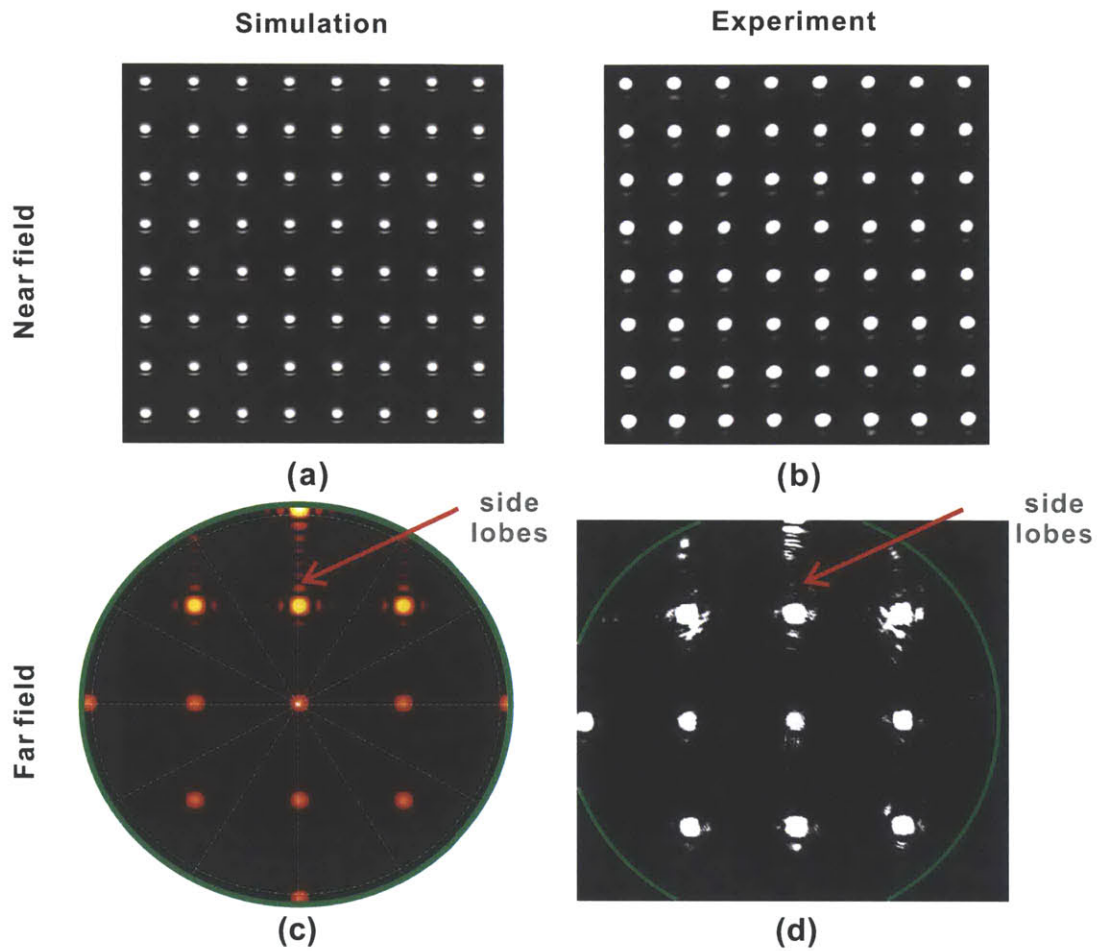 Simulation
Experiment
Near field
(a)
(b)
side
lobes
side
lobes
Far field
(c)
(d)